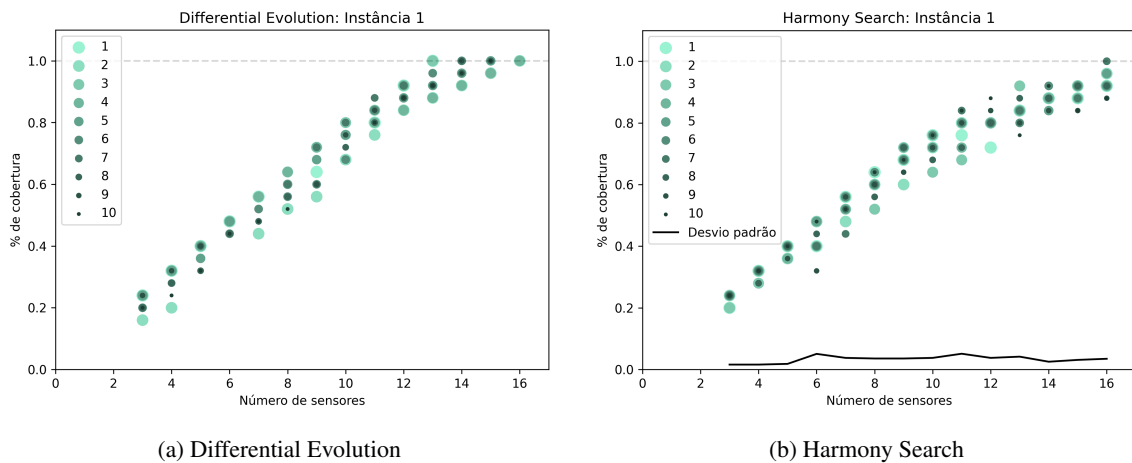 Differential Evolution: Instância 1
1
2
3
4
5
6
7
8
9
10
% de cobertura
1.0
0.8
0.6
0.4
0.2
0.0
0 2 4 6 8 10 12 14 16
Número de sensores
(a) Differential Evolution
Harmony Search: Instância 1
1
2
3
4
5
6
7
8
9
10
Desvio padrão
% de cobertura
1.0
0.8
0.6
0.4
0.2
0.0
0 2 4 6 8 10 12 14 16
Número de sensores
(b) Harmony Search